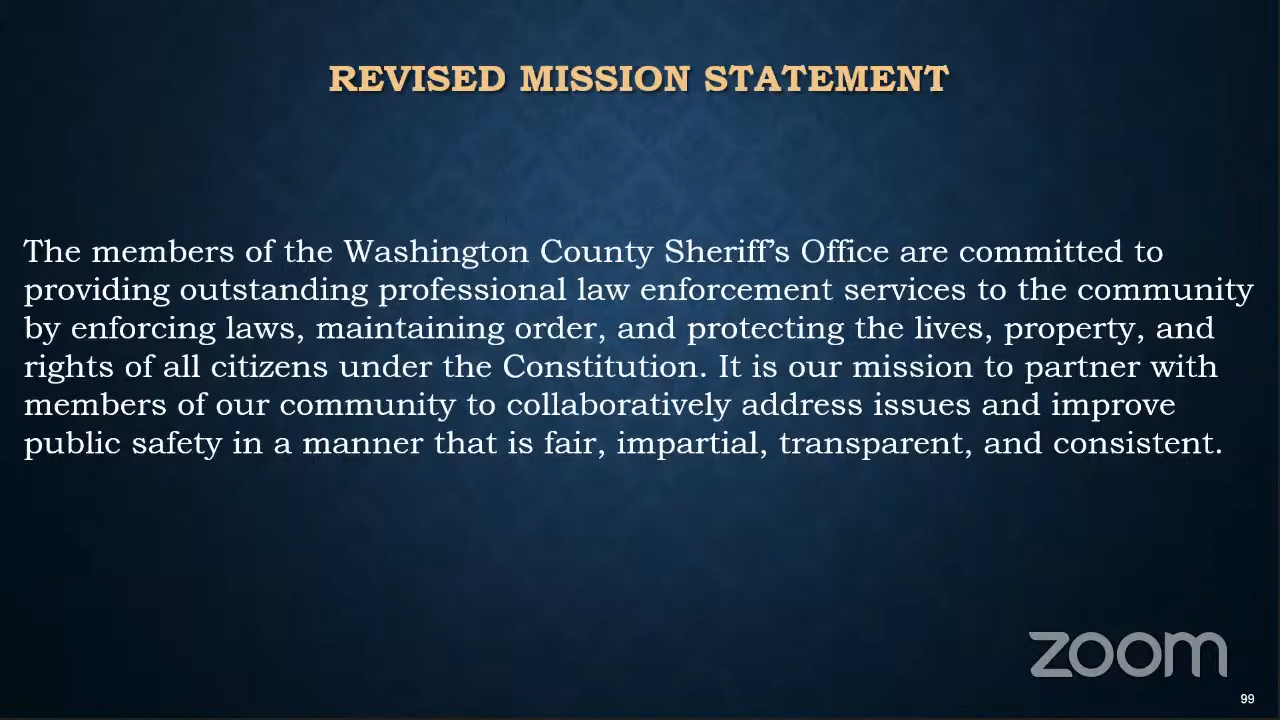 REVISED MISSION STATEMENT
The members of the Washington County Sheriff's Office are committed to
providing outstanding professional law enforcement services to the community
by enforcing laws, maintaining order, and protecting the lives, property, and
rights of all citizens under the Constitution. It is our mission to partner with
members of our community to collaboratively address issues and improve
public safety in a manner that is fair, impartial, transparent, and consistent.
zoom
99